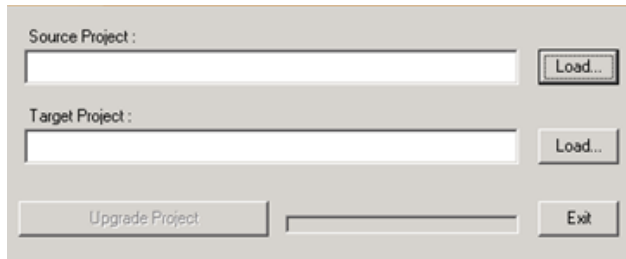 Source Project :
Load...
Target Project :
Load...
Upgrade Project
Exit